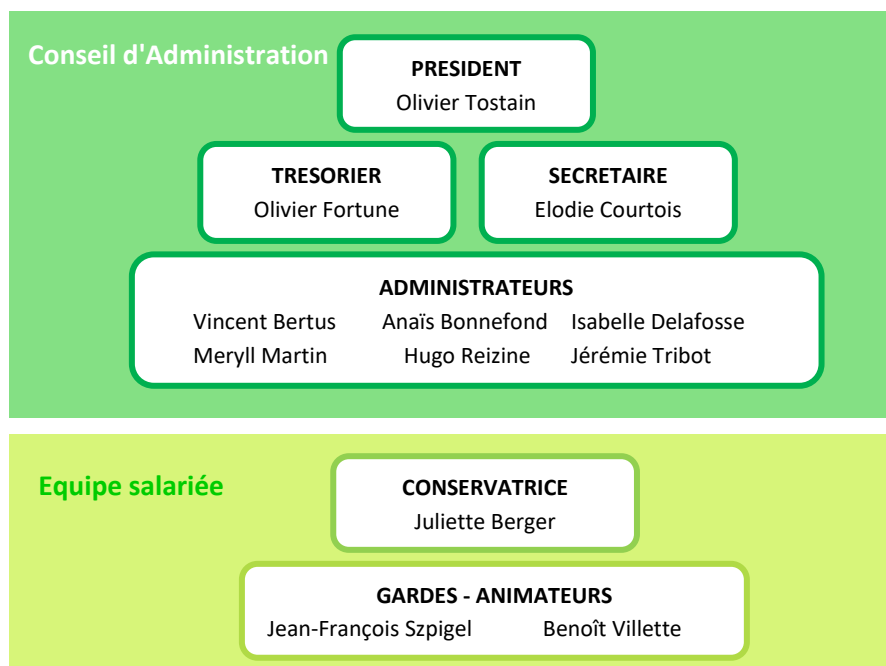 Conseil d'Administration
PRESIDENT
Olivier Tostain
TRESORIER
Olivier Fortune
SECRETAIRE
Elodie Courtois
ADMINISTRATEURS
Vincent Bertus Anaïs Bonnefond Isabelle Delafosse
Meryll Martin Hugo Reizine Jérémie Tribot
Equipe salariée
CONSERVATRICE
Juliette Berger
GARDES - ANIMATEURS
Jean-François Szpigel Benoît Villette